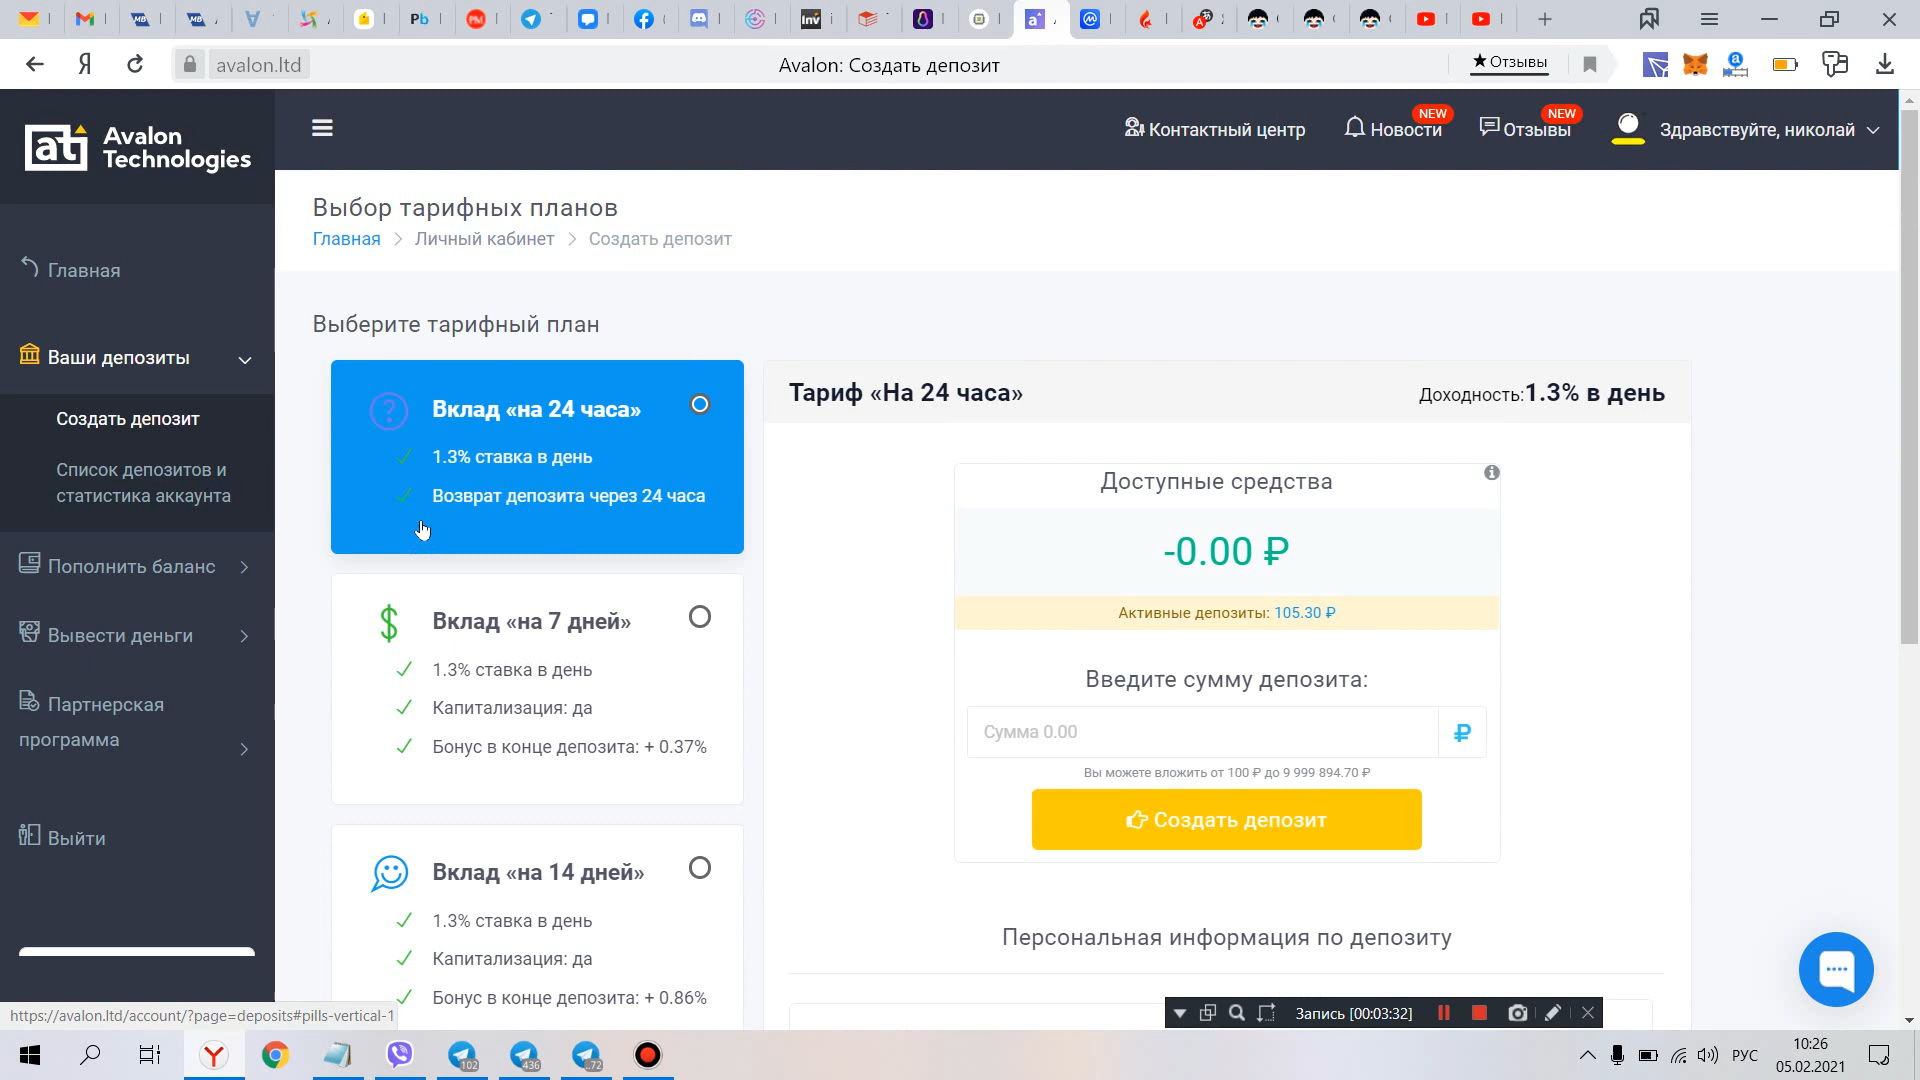 Pb
PM
Inv
avalon.ltd
Avalon: Создать депозит
★ Отзывы
at
Avalon
Technologies
Контактный центр
Новости
NEW
Отзывы
NEW
Здравствуйте, николай
Главная
Ваши депозиты
Создать депозит
Список депозитов и
статистика аккаунта
Пополнить баланс
Вывести деньги
Партнерская
программа
Выйти
Выбор тарифных планов
Главная > Личный кабинет > Создать депозит
Выберите тарифный план
Вклад «на 24 часа»
1.3% ставка в день
Возврат депозита через 24 часа
Вклад «на 7 дней»
1.3% ставка в день
Капитализация: да
Бонус в конце депозита: + 0.37%
Вклад «на 14 дней»
1.3% ставка в день
Капитализация: да
Бонус в конце депозита: + 0.86%
Тариф «На 24 часа»
Доходность:1.3% в день
Доступные средства
-0.00 ₽
Активные депозиты: 105.30 ₽
Введите сумму депозита:
Сумма 0.00
₽
Вы можете вложить от 100 ₽ до 9 999 894.70 ₽
Создать депозит
Персональная информация по депозиту
https://avalon.ltd/account/?page=deposits#pills-vertical-1
Запись [00:03:32]
102
436
72
РУС
10:26
05.02.2021